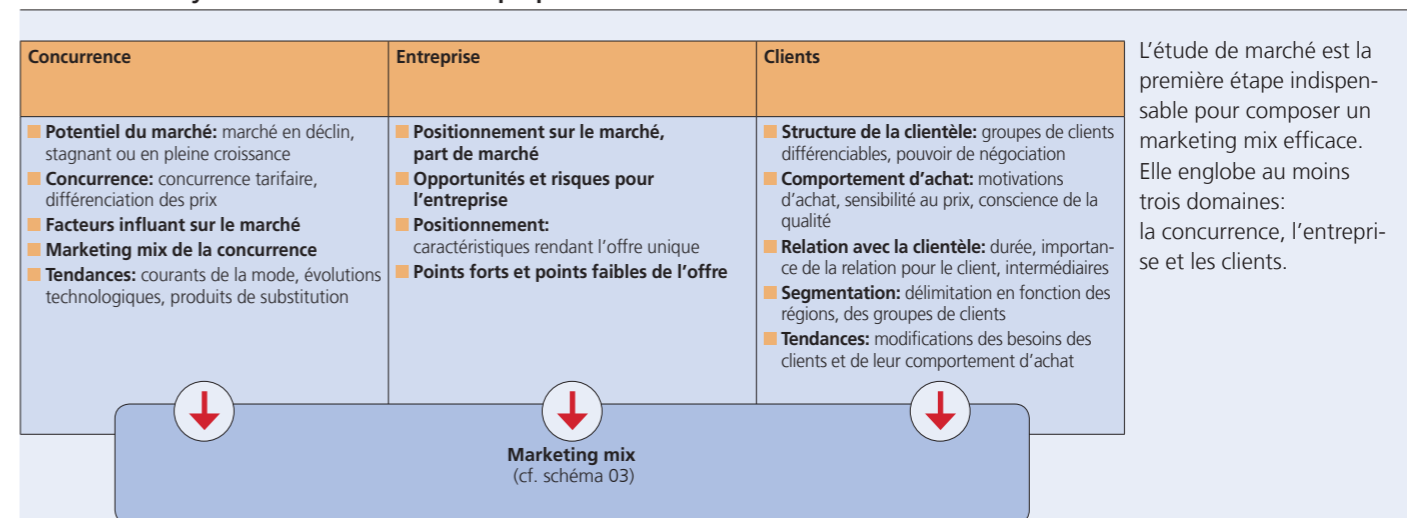 Concurrence
Potentiel du marché: marché en déclin,
stagnant ou en pleine croissance
Concurrence: concurrence tarifaire,
différenciation des prix
Facteurs influant sur le marché
Marketing mix de la concurrence
Tendances: courants de la mode, évolutions
technologiques, produits de substitution
Entreprise
Positionnement sur le marché,
part de marché
Opportunités et risques pour
l'entreprise
Positionnement:
caractéristiques rendant l'offre unique
Points forts et points faibles de l'offre
Clients
Structure de la clientèle: groupes de clients
différenciables, pouvoir de négociation
Comportement d'achat: motivations
d'achat, sensibilité au prix, conscience de la
qualité
Relation avec la clientèle: durée, importan-
ce de la relation pour le client, intermédiaires
Segmentation: délimitation en fonction des
régions, des groupes de clients
Tendances: modifications des besoins des
clients et de leur comportement d'achat
Marketing mix
(cf. schéma 03)
L'étude de marché est la
première étape indispen-
sable pour composer un
marketing mix efficace.
Elle englobe au moins
trois domaines:
la concurrence, l'entrepri-
se et les clients.